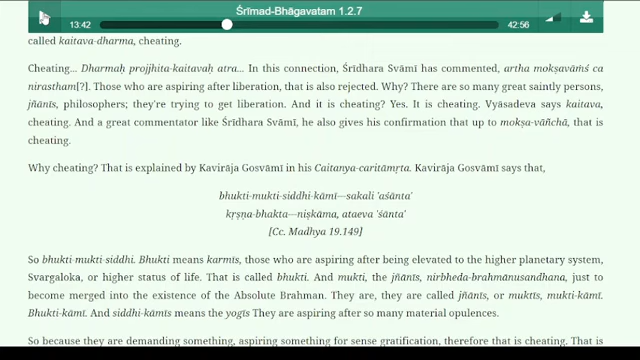 Śrīmad-Bhāgavatam 1.2.7
13:42
42:56
called kaitava-dharma, cheating.
Cheating... Dharmaḥ projjhita-kaitavaḥ atra... In this connection, Śrīdhara Svāmī has commented, artha mokṣavāṁś ca
nirastham[?]. Those who are aspiring after liberation, that is also rejected. Why? There are so many great saintly persons,
jñānīs, philosophers; they're trying to get liberation. And it is cheating? Yes. It is cheating. Vyāsadeva says kaitava,
cheating. And a great commentator like Śrīdhara Svāmī, he also gives his confirmation that up to mokṣa-vāñchā, that is
cheating.
Why cheating? That is explained by Kavirāja Gosvāmī in his Caitanya-caritāmṛta. Kavirāja Gosvāmī says that,
bhukti-mukti-siddhi-kāmī—sakali 'aśānta'
kṛṣṇa-bhakta—niṣkāma, ataeva 'śānta'
[Cc. Madhya 19.149]
So bhukti-mukti-siddhi. Bhukti means karmīs, those who are aspiring after being elevated to the higher planetary system,
Svargaloka, or higher status of life. That is called bhukti. And mukti, the jñānīs, nirbheda-brahmānusandhana, just to
become merged into the existence of the Absolute Brahman. They are, they are called jñānīs, or muktīs, mukti-kāmī.
Bhukti-kāmī. And siddhi-kāmīs means the yogīs They are aspiring after so many material opulences.
So because they are demanding something, aspiring something for sense gratification, therefore that is cheating. That is